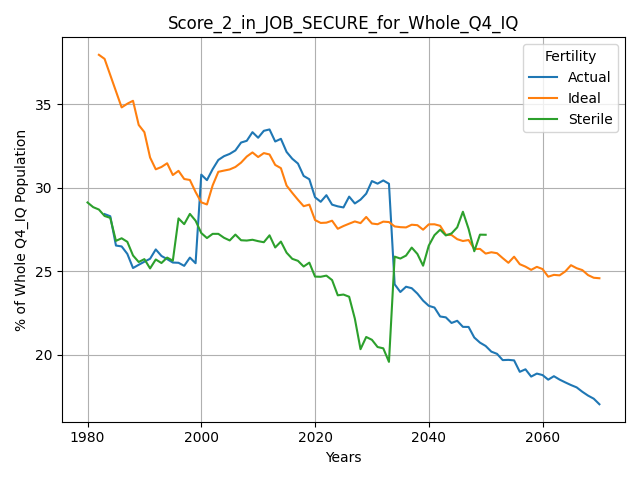 Score_2_in_JOB_SECURE_for_Whole_Q4_IQ
Fertility
Actual
Ideal
Sterile
% of Whole Q4_IQ Population
35
30
25
20
1980
2000
2020
2040
2060
Years